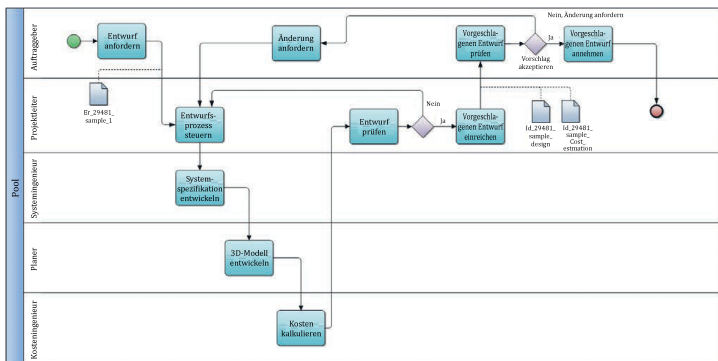 Pool
Auftraggeber
Entwurf
anfordern
Er_29481_
sample_1
Änderung
anfordern
Vorgeschla-
genen Entwurf
prüfen
Nein, Änderung anfordern
Ja
Vorschlag
akzeptieren
Vorgeschla-
genen Entwurf
annehmen
Projektleiter
Entwurfs-
prozess
steuern
Entwurf
prüfen
Nein
Ja
Vorgeschla-
genen Entwurf
einreichen
Id_29481_
sample_
design
Id_29481_
sample_
Cost_
estmation
Systemingenieur
System-
spezifikation
entwickeln
Planer
3D-Modell
entwickeln
Kosteningenieur
Kosten
kalkulieren